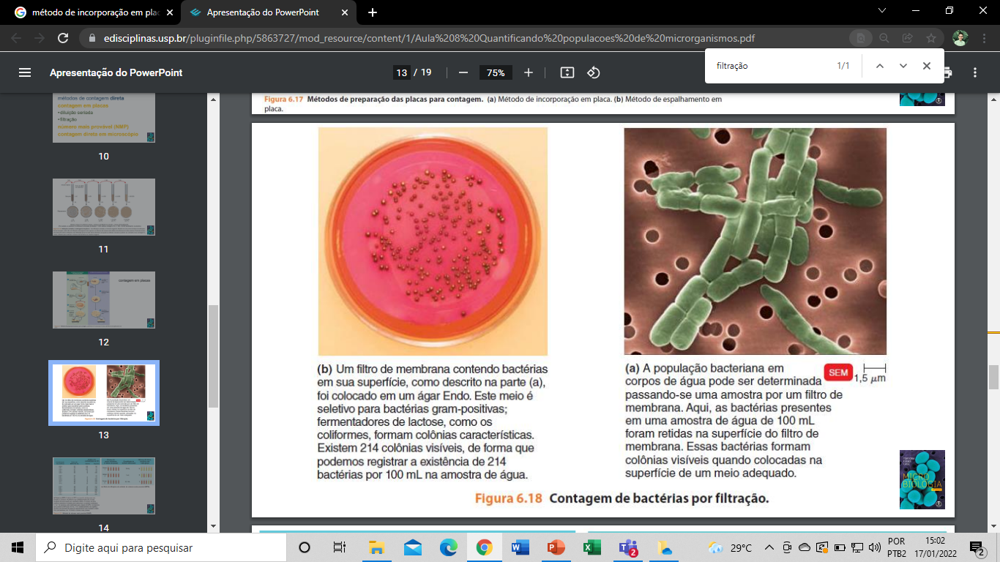 método de incorporação em plac
Apresentação do PowerPoint
edisciplinas.usp.br/pluginfile.php/5863727/mod_resource/content/1/Aula%208%20Quantificando%20populacoes%20de%20microrganismos.pdf
Apresentação do PowerPoint
13 / 19
75%
filtração
1/1
métodos de contagem direta
contagem em placas
•diluição seriada
•filtração
número mais provável (NMP)
contagem direta em microscópio
10
11
contagem em placas
12
13
14
Figura 6.17 Métodos de preparação das placas para contagem. (a) Método de incorporação em placa. (b) Método de espalhamento em
placa.
(b) Um filtro de membrana contendo bactérias
em sua superfície, como descrito na parte (a),
foi colocado em um ágar Endo. Este meio é
seletivo para bactérias gram-positivas;
fermentadores de lactose, como os
coliformes, formam colônias características.
Existem 214 colônias visíveis, de forma que
podemos registrar a existência de 214
bactérias por 100 mL na amostra de água.
(a) A população bacteriana em
corpos de água pode ser determinada
passando-se uma amostra por um filtro de
membrana. Aqui, as bactérias presentes
em uma amostra de água de 100 mL
foram retidas na superfície do filtro de
membrana. Essas bactérias formam
colônias visíveis quando colocadas na
superfície de um meio adequado.
SEM
1,5 µm
Figura 6.18 Contagem de bactérias por filtração.
TORTORA
FUNKE
CASE
MICRO
BIOLOGIA
Digite aqui para pesquisar
29°C
POR
PTB2
15:02
17/01/2022
2
2